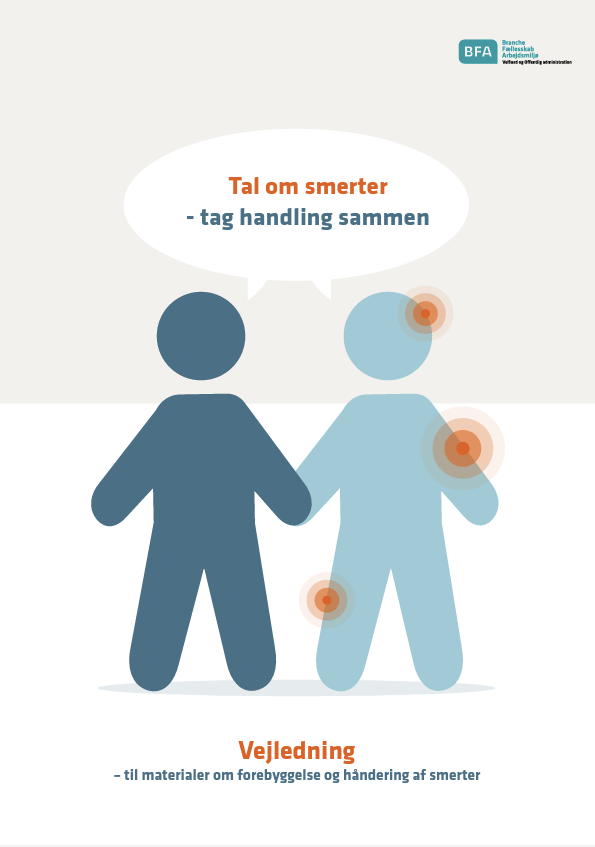 BFA
Branche
Fællesskab
Arbejdsmiljø
Velfærd og Offentlig administration
Tal om smerter
- tag handling sammen
Vejledning
– til materialer om forebyggelse og håndering af smerter